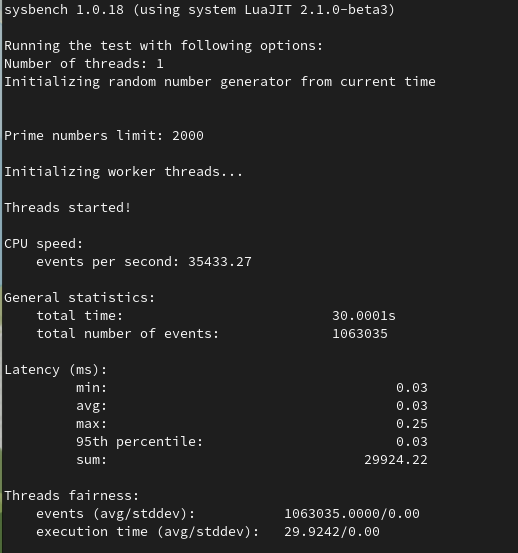 sysbench 1.0.18 (using system LuaJIT 2.1.0-beta3)
Running the test with following options:
Number of threads: 1
Initializing random number generator from current time
Prime numbers limit: 2000
Initializing worker threads...
Threads started!
CPU speed:
events per second: 35433.27
General statistics:
total time: 30.0001s
total number of events: 1063035
Latency (ms):
min: 0.03
avg: 0.03
max: 0.25
95th percentile: 0.03
sum: 29924.22
Threads fairness:
events (avg/stddev): 1063035.0000/0.00
execution time (avg/stddev): 29.9242/0.00